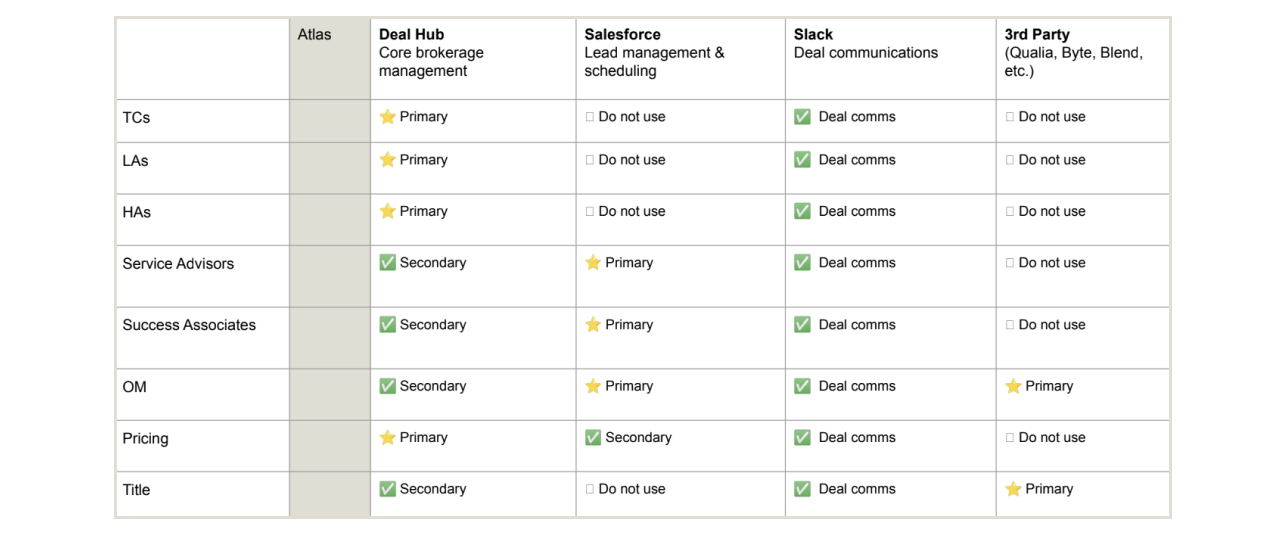 Atlas
Deal Hub
Core brokerage
management
Salesforce
Lead management &
scheduling
Slack
Deal communications
3rd Party
(Qualia, Byte, Blend,
etc.)
TCs
⭐ Primary
□ Do not use
✅ Deal comms
□ Do not use
LAs
⭐ Primary
□ Do not use
✅ Deal comms
□ Do not use
HAs
⭐ Primary
□ Do not use
✅ Deal comms
□ Do not use
Service Advisors
✅ Secondary
⭐ Primary
✅ Deal comms
□ Do not use
Success Associates
✅ Secondary
⭐ Primary
✅ Deal comms
□ Do not use
OM
✅ Secondary
⭐ Primary
✅ Deal comms
⭐ Primary
Pricing
⭐ Primary
✅ Secondary
✅ Deal comms
□ Do not use
Title
✅ Secondary
□ Do not use
✅ Deal comms
⭐ Primary